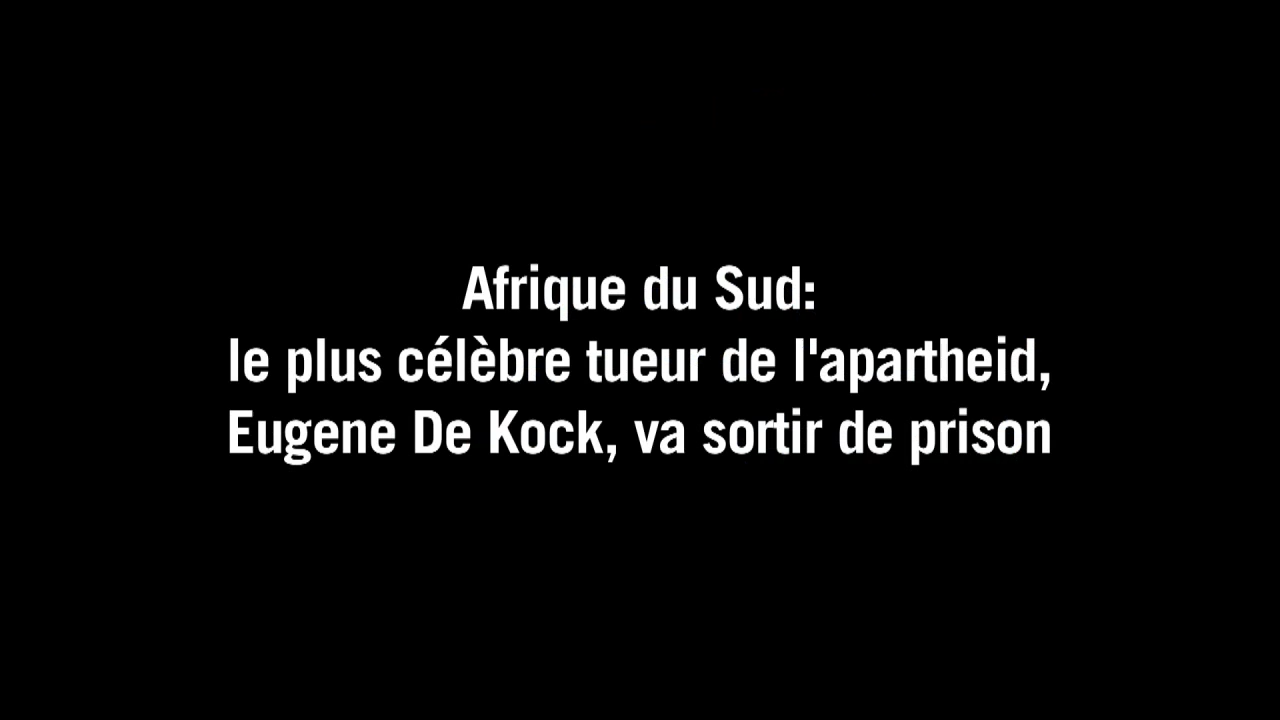 Afrique du Sud:
le plus célèbre tueur de l'apartheid,
Eugene De Kock, va sortir de prison